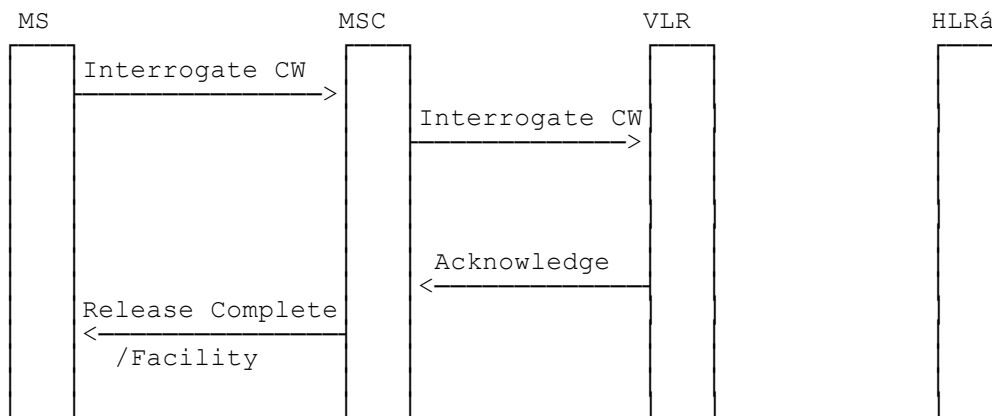 MS MSC VLR HLRá
Interrogate CW
Interrogate CW
Acknowledge
Release Complete
/Facility